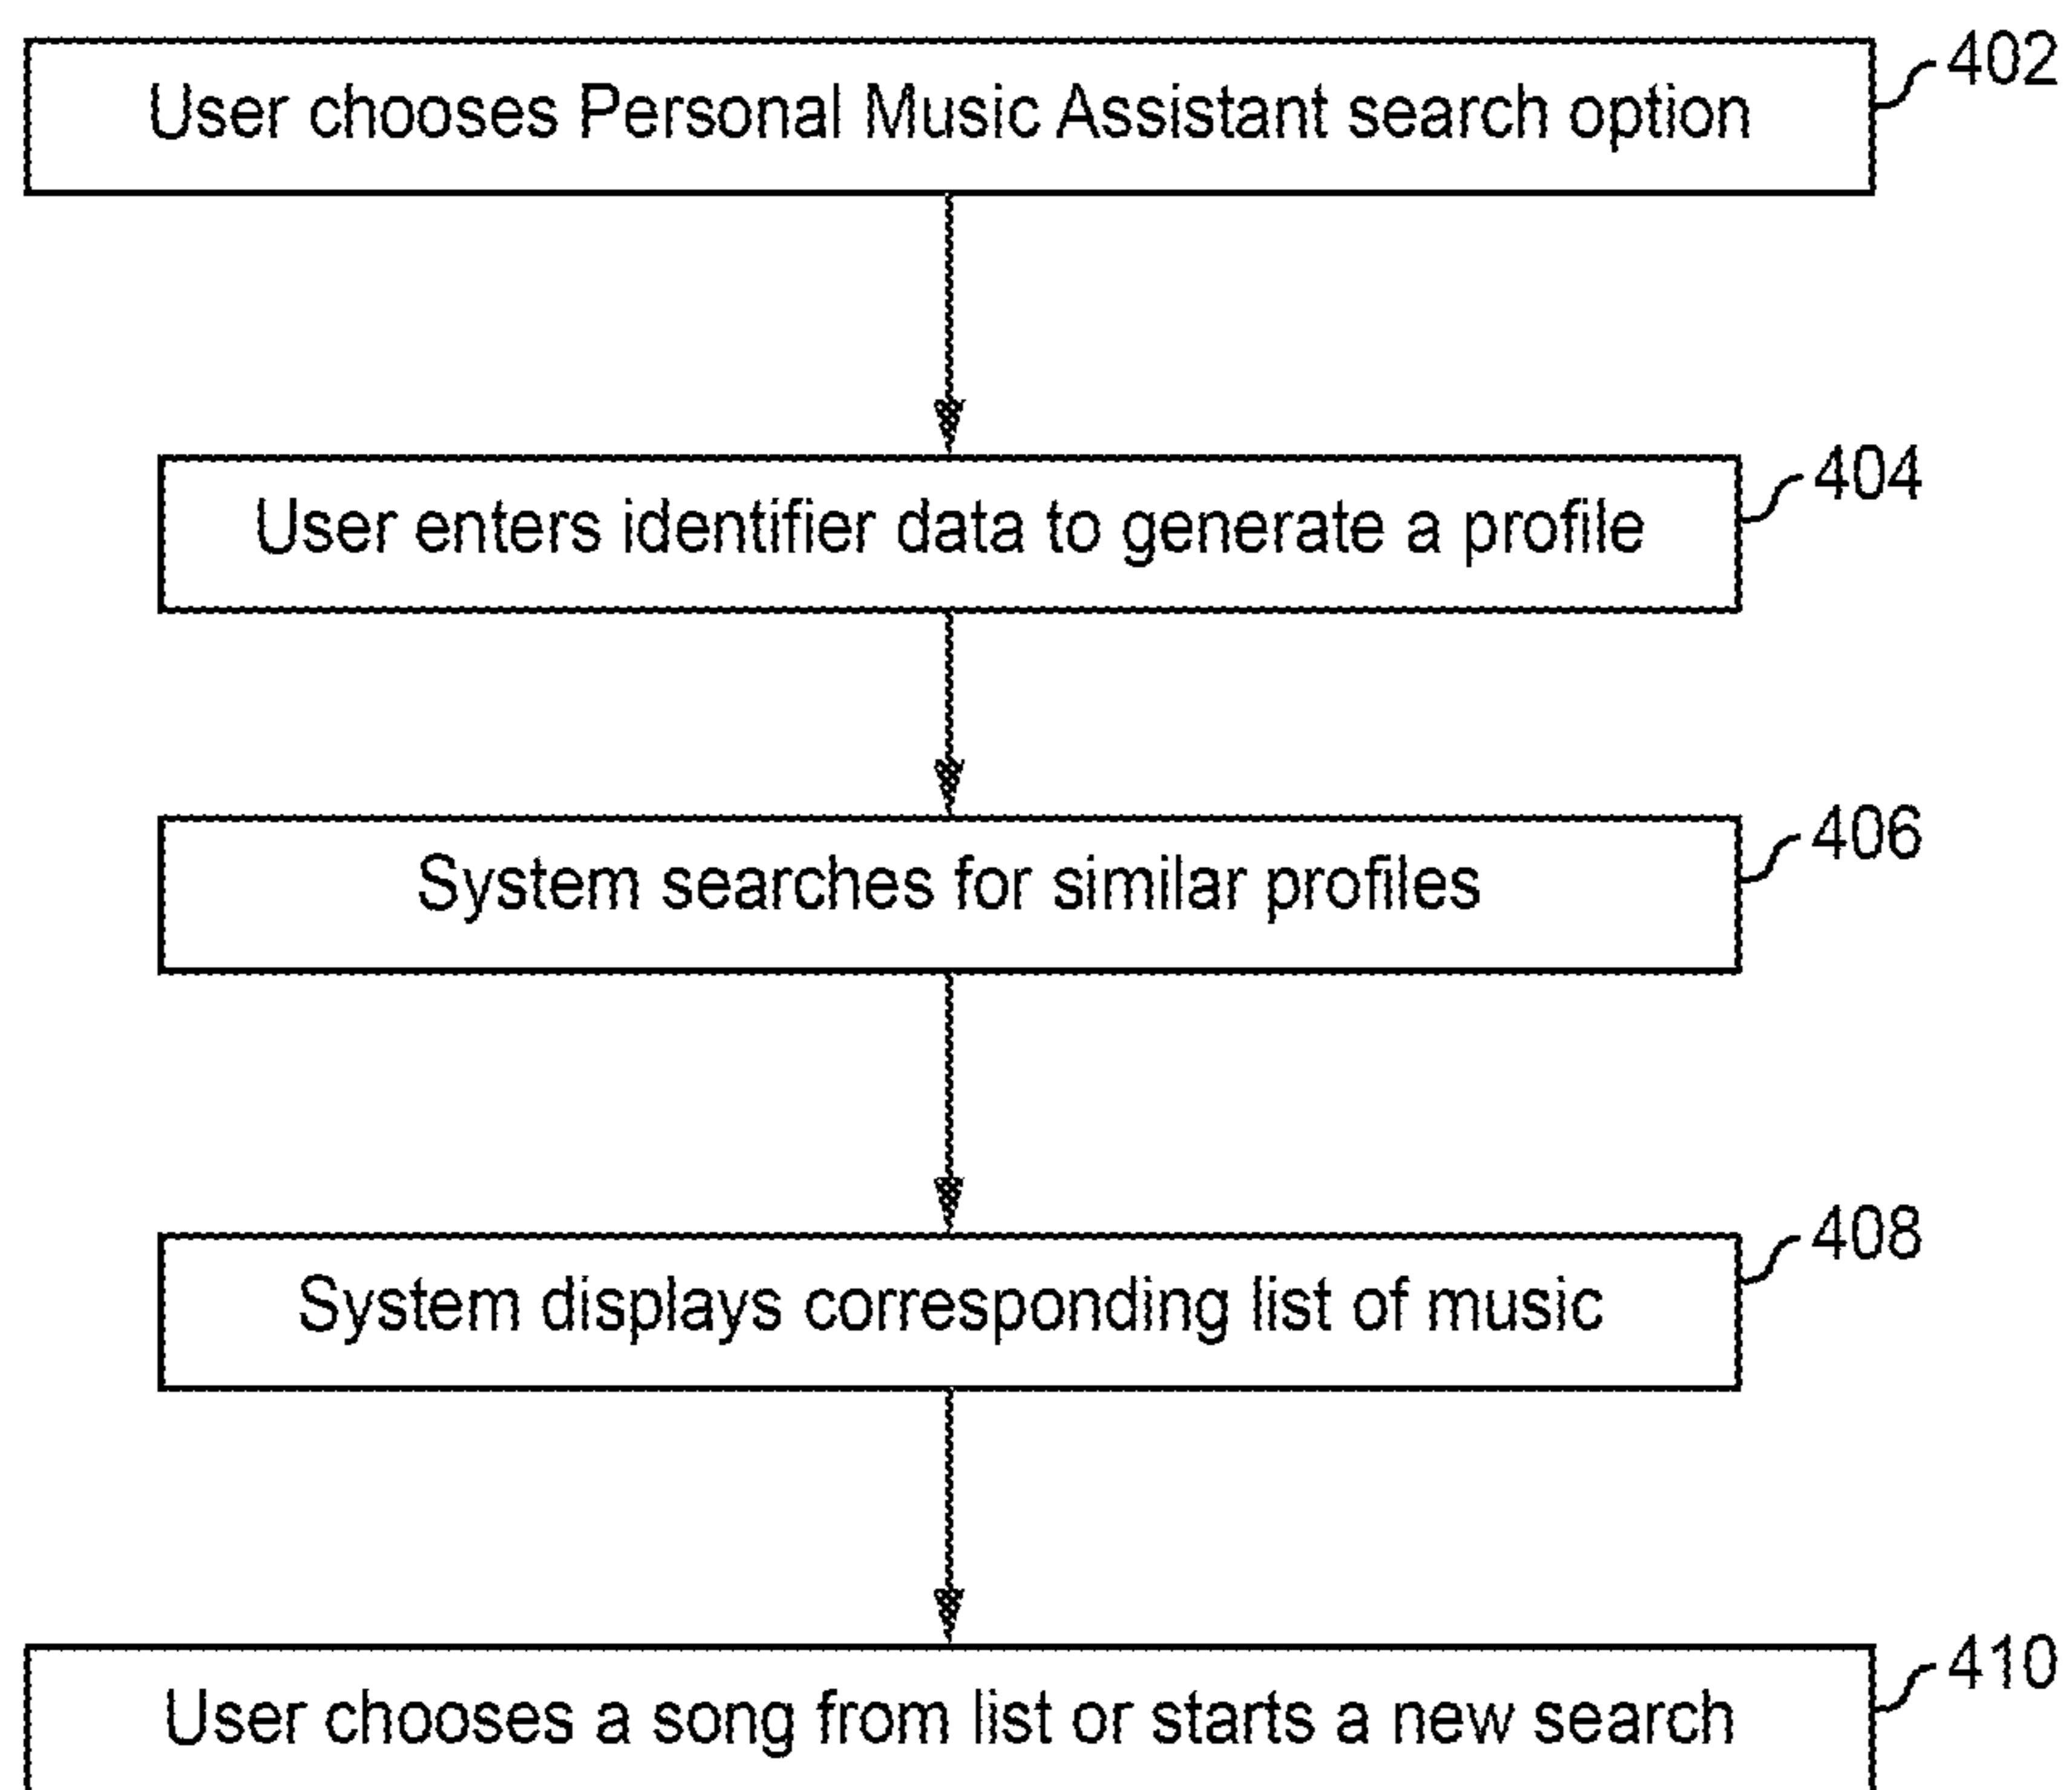 User chooses Personal Music Assistant search option
402
User enters identifier data to generate a profile
404
System searches for similar profiles
406
System displays corresponding list of music
408
User chooses a song from list or starts a new search
410